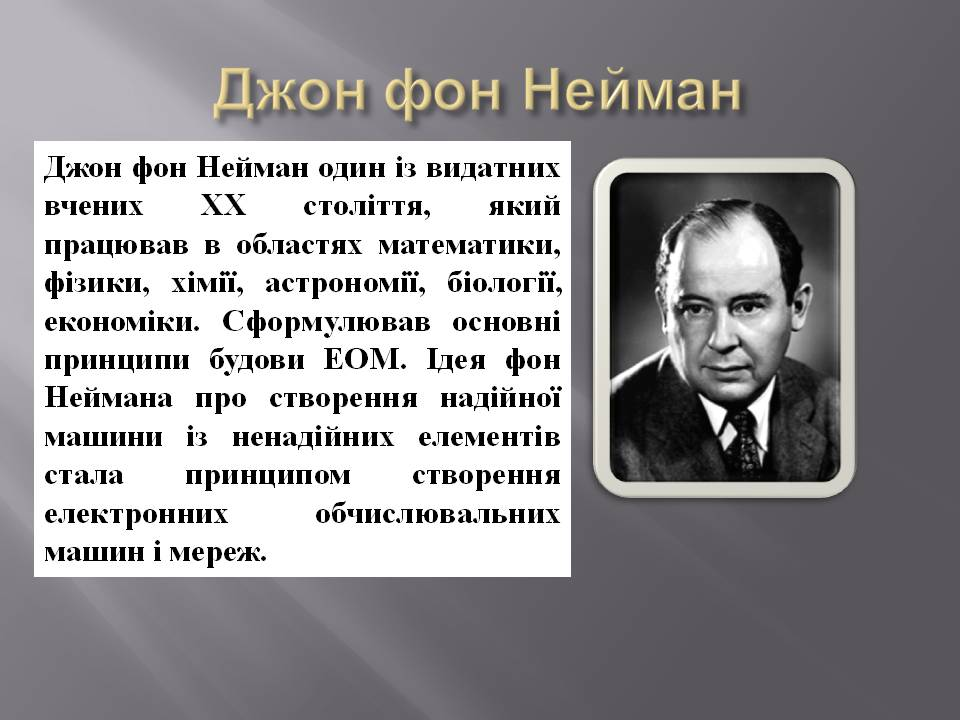 Джон фон Нейман
Джон фон Нейман один із видатних
вчених ХХ століття, який
працював в областях математики,
фізики, хімії, астрономії, біології,
економіки. Сформулював основні
принципи будови ЕОМ. Ідея фон
Неймана про створення надійної
машини із ненадійних елементів
стала принципом створення
електронних обчислювальних
машин і мереж.